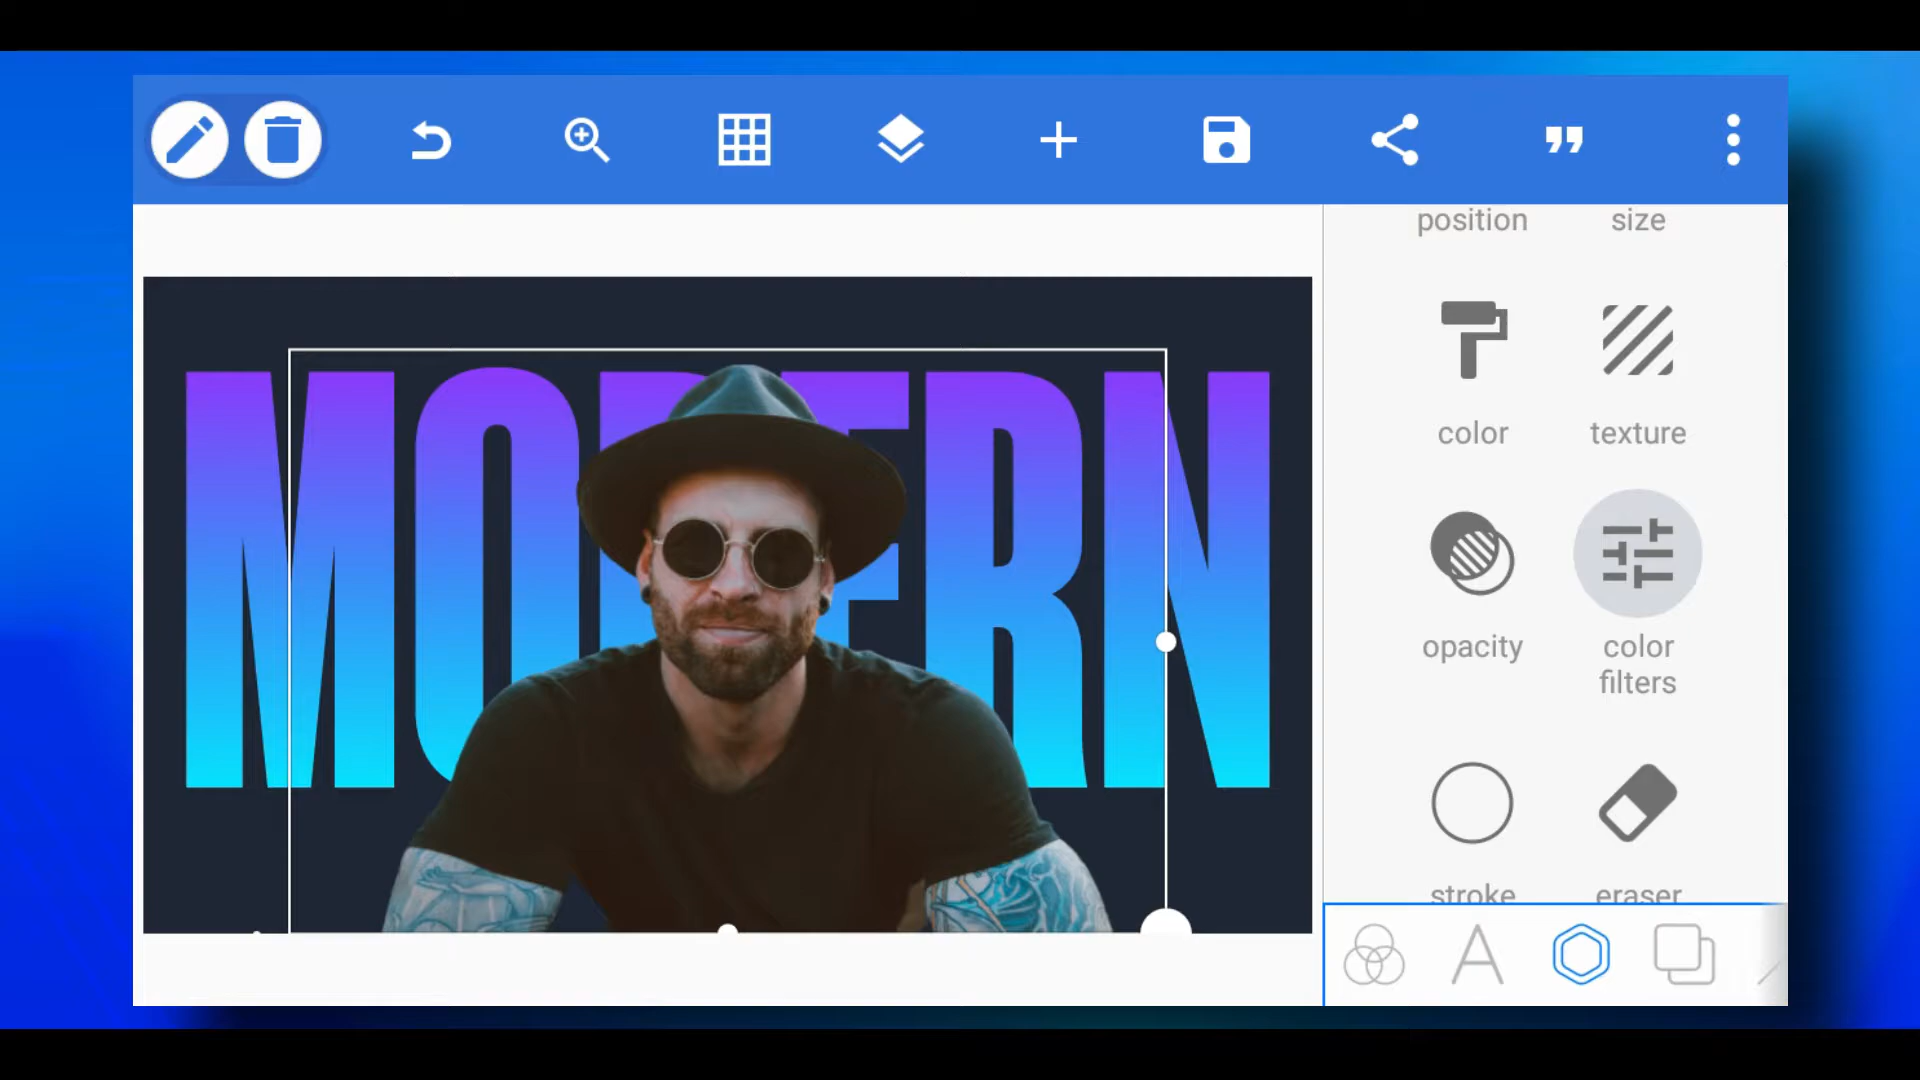 position size
MODERN
color texture
opacity color
filters
stroke eraser